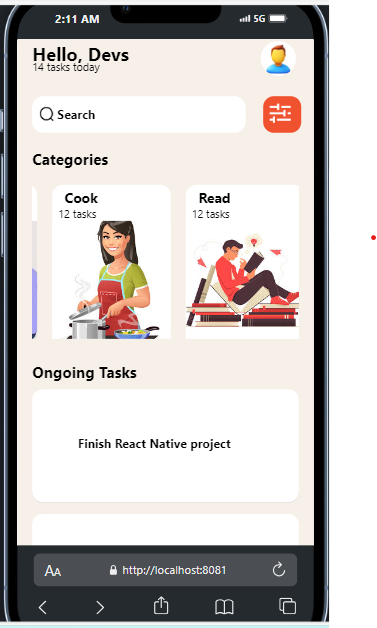 2:11 AM 5G
Hello, Devs
14 tasks today
Search
Categories
Cook Read
12 tasks 12 tasks
Ongoing Tasks
Finish React Native project
AA http://localhost:8081